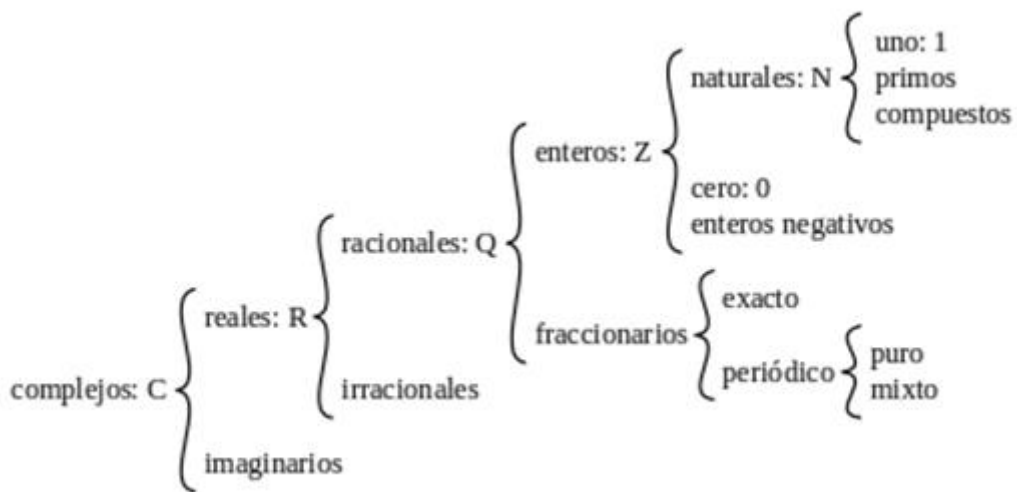 uno: 1
naturales: N
primos
compuestos
enteros: Z
cero: 0
enteros negativos
racionales: Q
exacto
reales: R
fraccionarios
puro
periódico
mixto
complejos: C
irracionales
imaginarios